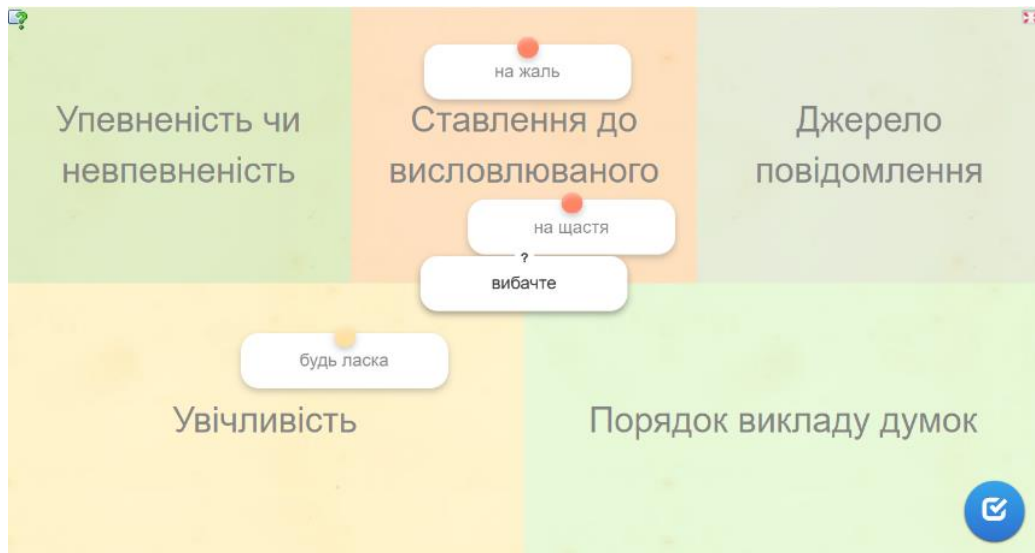 на жаль
Упевненість чи
невпевненість
Ставлення до
висловлюваного
Джерело
повідомлення
на щастя
?
вибачте
будь ласка
Увічливість
Порядок викладу думок